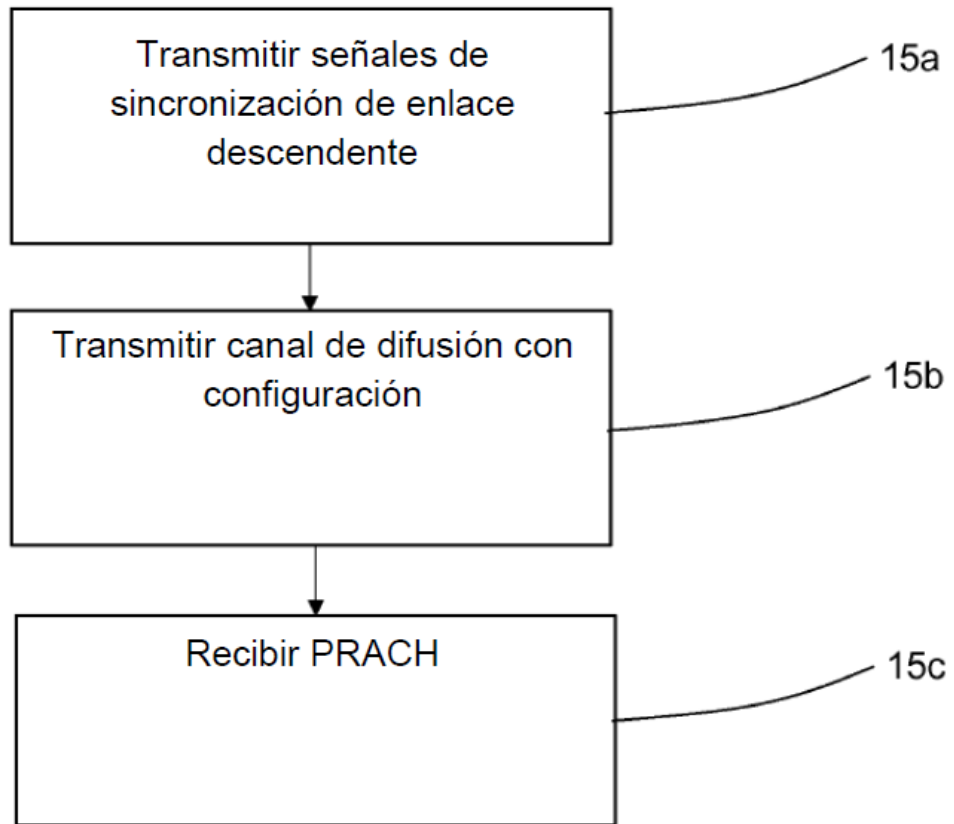 Transmitir señales de
sincronización de enlace
descendente
15a
Transmitir canal de difusión con
configuración
15b
Recibir PRACH
15c